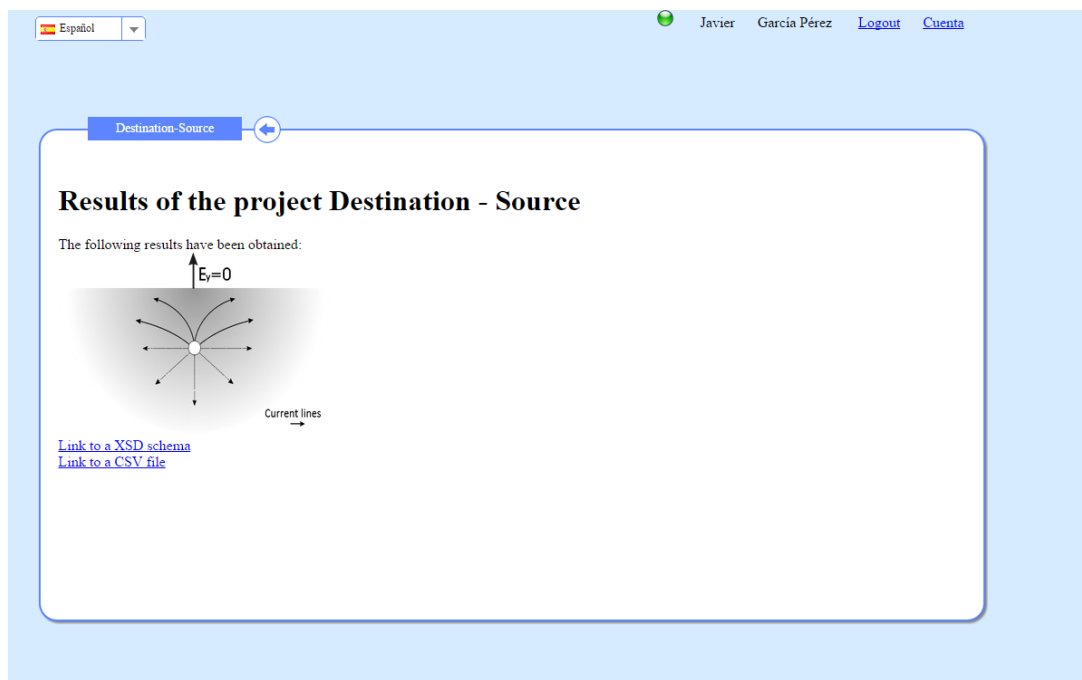 Español
Javier García Pérez Logout Cuenta
Destination-Source
Results of the project Destination - Source
The following results have been obtained:
Ey=0
Current lines
Link to a XSD schema
Link to a CSV file